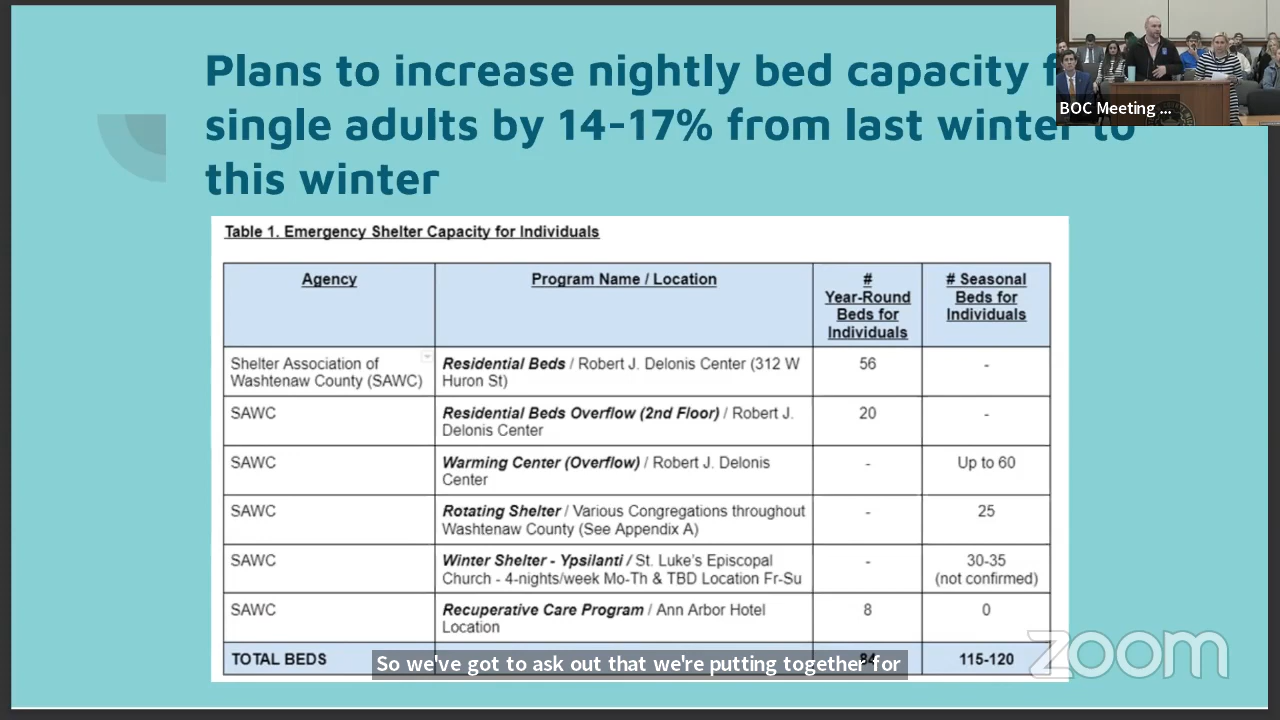 Plans to increase nightly bed capacity f
single adults by 14-17% from last winter to
this winter
BOC Meeting ...
Table 1. Emergency Shelter Capacity for Individuals
Agency
Program Name / Location
#
Year-Round
Beds for
Individuals
# Seasonal
Beds for
Individuals
Shelter Association of
Washtenaw County (SAWC)
Residential Beds / Robert J. Delonis Center (312 W
Huron St)
56
-
SAWC
Residential Beds Overflow (2nd Floor) / Robert J.
Delonis Center
20
-
SAWC
Warming Center (Overflow) / Robert J. Delonis
Center
-
Up to 60
SAWC
Rotating Shelter / Various Congregations throughout
Washtenaw County (See Appendix A)
-
25
SAWC
Winter Shelter - Ypsilanti / St. Luke's Episcopal
Church - 4-nights/week Mo-Th & TBD Location Fr-Su
-
30-35
(not confirmed)
SAWC
Recuperative Care Program / Ann Arbor Hotel
Location
8
0
TOTAL BEDS
84
115-120
So we've got to ask out that we're putting together for
zoom